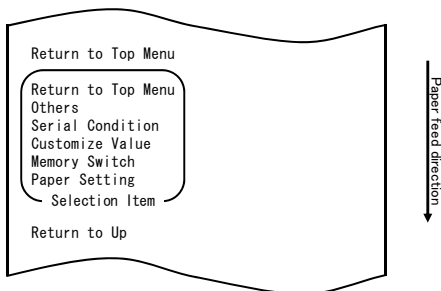 Return to Top Menu
Return to Top Menu
Others
Serial Condition
Customize Value
Memory Switch
Paper Setting
Selection Item
Return to Up
Paper feed direction